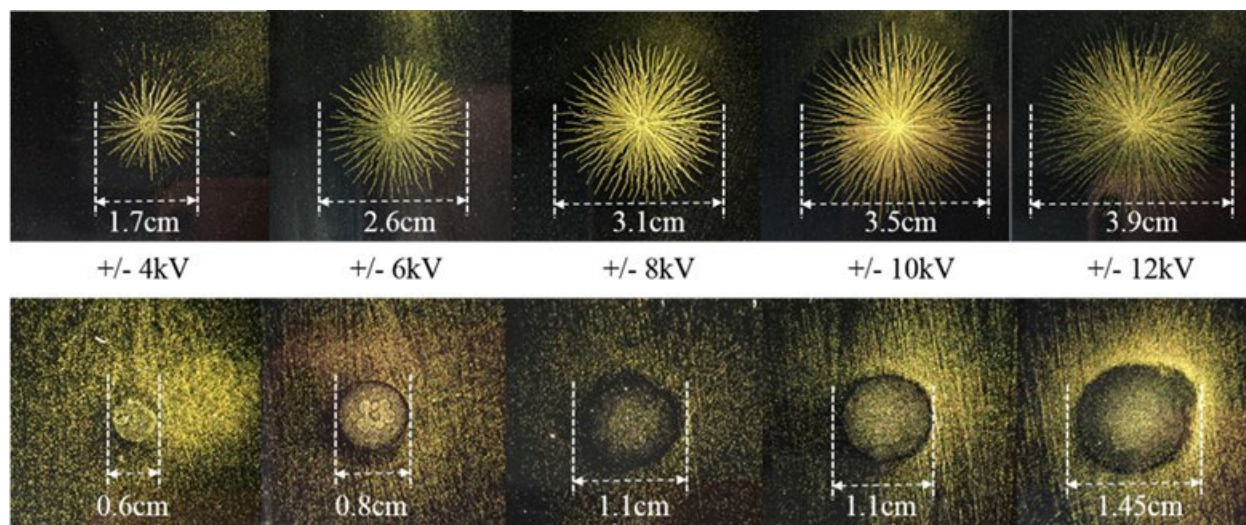 1.7cm 2.6cm 3.1cm 3.5cm 3.9cm
+/- 4kV +/- 6kV +/- 8kV +/- 10kV +/- 12kV
0.6cm 0.8cm 1.1cm 1.1cm 1.45cm